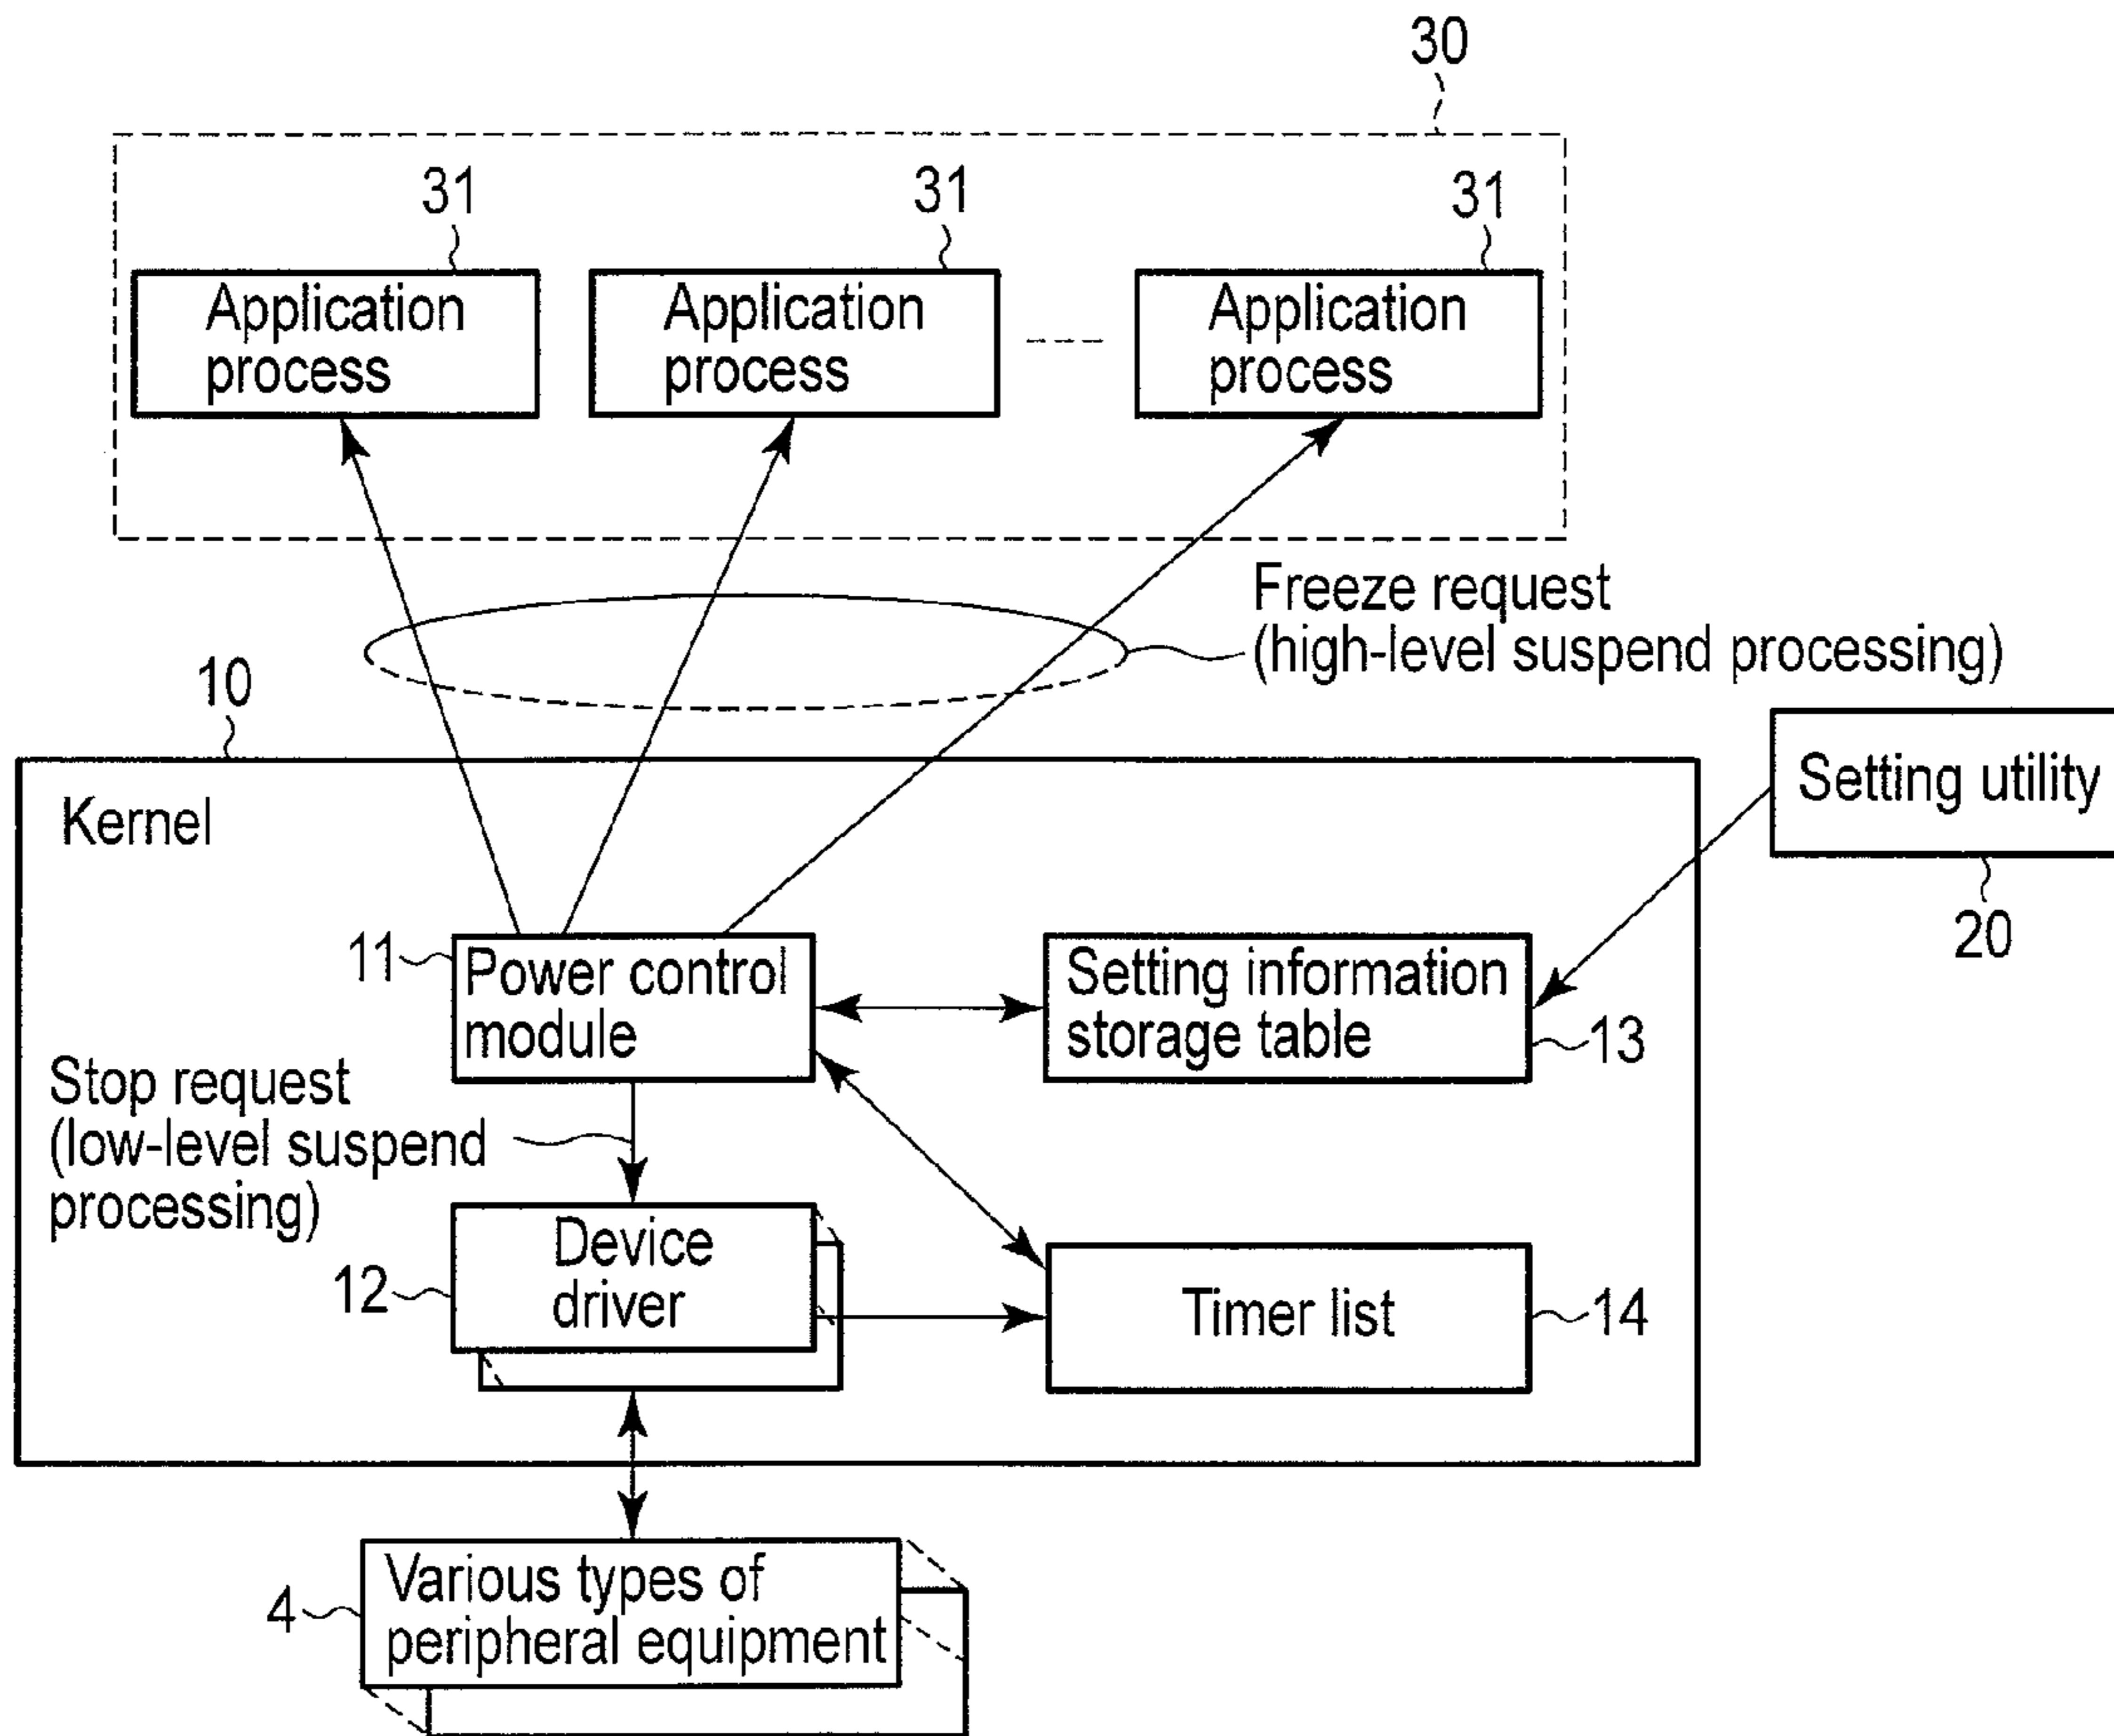 30
31
31
31
Application
process
Application
process
Application
process
Freeze request
(high-level suspend processing)
10
Kernel
Setting utility
20
11
Power control
module
Setting information
storage table
13
Stop request
(low-level suspend
processing)
12
Device
driver
Timer list
14
4
Various types of
peripheral equipment